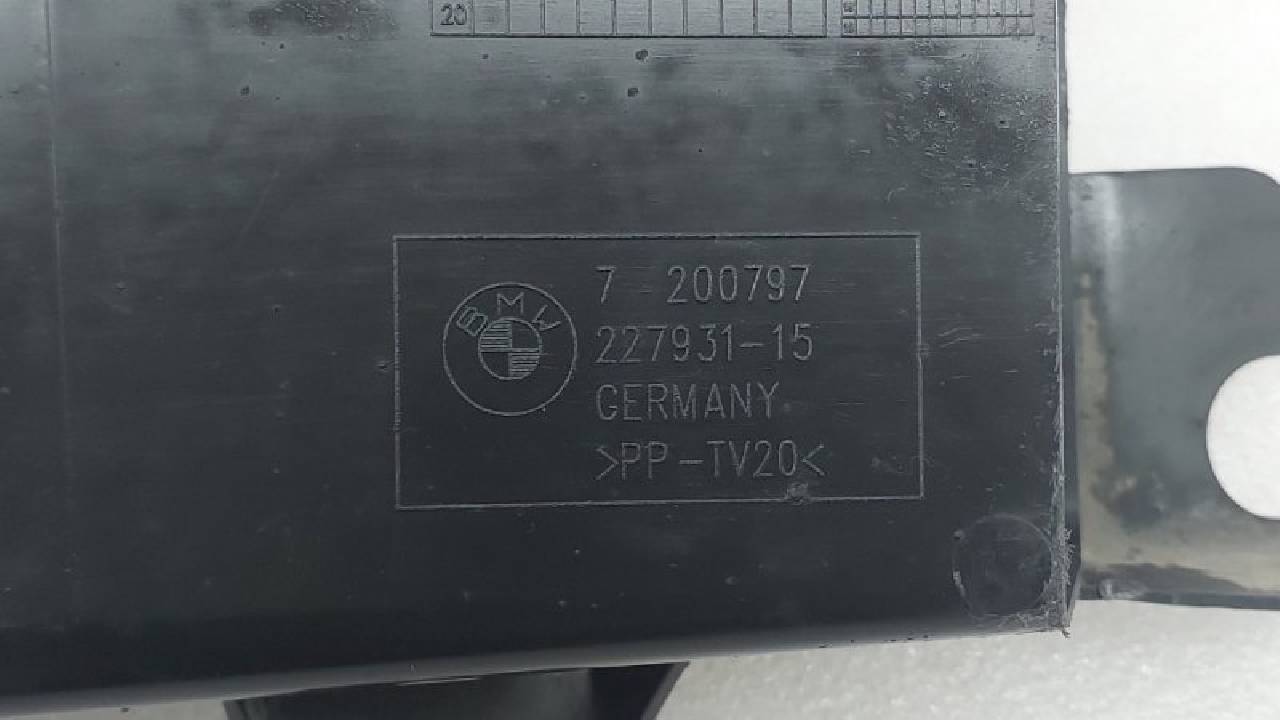 20
BMW
7 200797
227931-15
GERMANY
>PP-TV20<